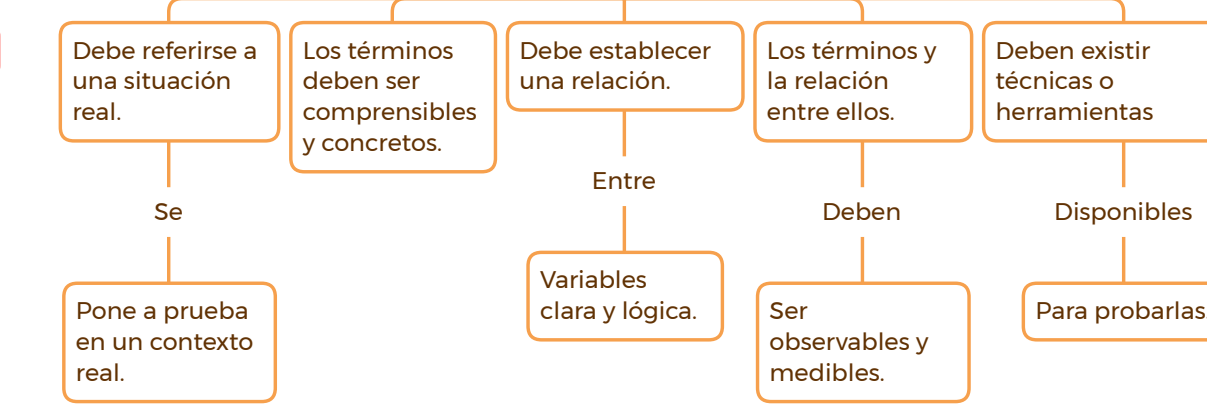 Debe referirse a
una situación
real.
Los términos
deben ser
comprensibles
y concretos.
Debe establecer
una relación.
Los términos y
la relación
entre ellos.
Deben existir
técnicas o
herramientas
Se
Entre
Deben
Disponibles
Pone a prueba
en un contexto
real.
Variables
clara y lógica.
Ser
observables y
medibles.
Para probarlas.